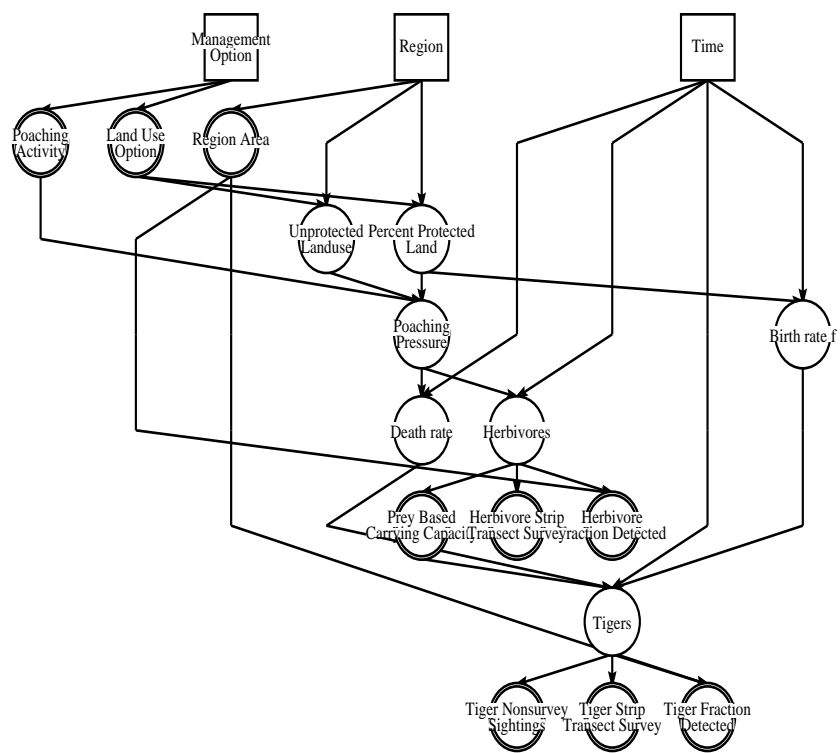 Management
Option
Region
Time
Poaching
Activity
Land Use
Option
Region Area
Unprotected
Landuse
Percent Protected
Land
Poaching
Pressure
Birth rate f
Death rate
Herbivores
Prey Based
Carrying Capacity
Herbivore Strip
Transect Survey
Herbivore
raction Detected
Tigers
Tiger Nonsurvey
Sightings
Tiger Strip
Transect Survey
Tiger Fraction
Detected